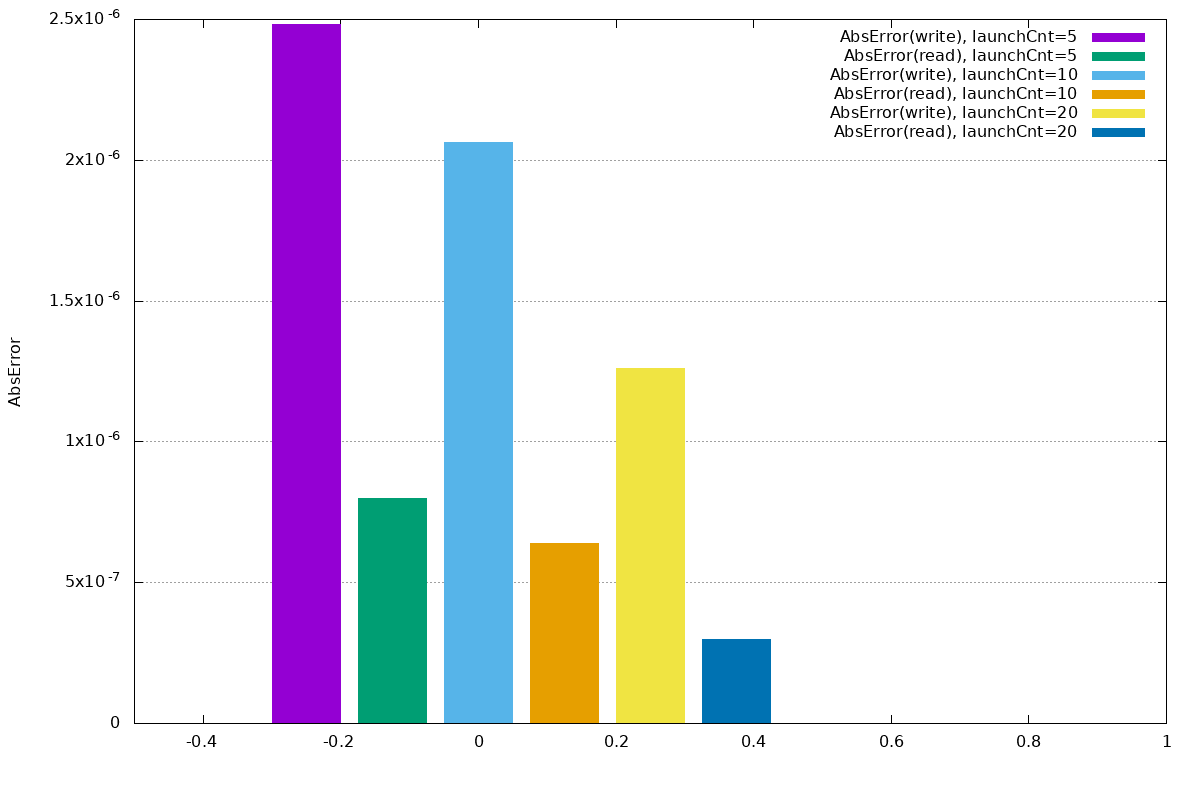 AbsError
2.5x10 -6
2x10 -6
1.5x10 -6
1x10 -6
5x10 -7
0
-0.4 -0.2 0 0.2 0.4 0.6 0.8 1
AbsError(write), launchCnt=5
AbsError(read), launchCnt=5
AbsError(write), launchCnt=10
AbsError(read), launchCnt=10
AbsError(write), launchCnt=20
AbsError(read), launchCnt=20